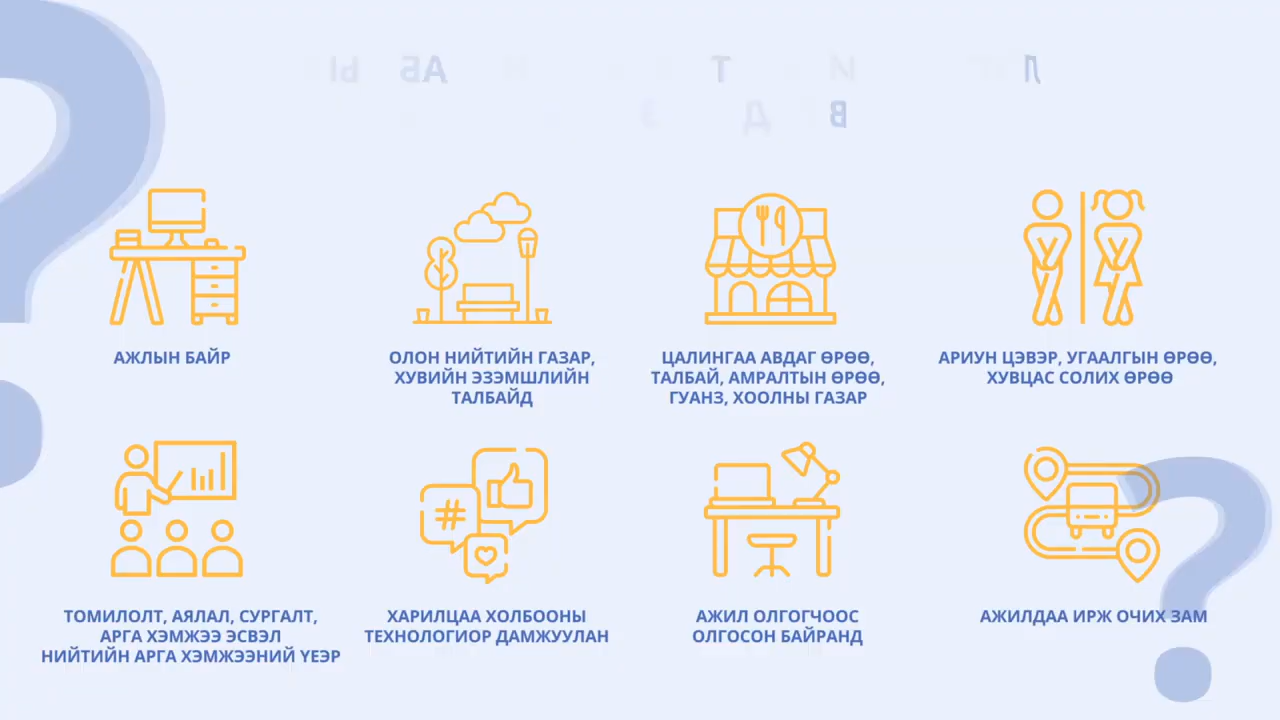 АЖЛЫН БАЙР
ОЛОН НИЙТИЙН ГАЗАР,
ХУВИЙН ЭЗЭМШЛИЙН
ТАЛБАЙД
ЦАЛИНГАА АВДАГ ӨРӨӨ,
ТАЛБАЙ, АМРАЛТЫН ӨРӨӨ,
ГУАНЗ, ХООЛНЫ ГАЗАР
АРИУН ЦЭВЭР, УГААЛГЫН ӨРӨӨ,
ХУВЦАС СОЛИХ ӨРӨӨ
ТОМИЛОЛТ, АЯЛАЛ, СУРГАЛТ,
АРГА ХЭМЖЭЭ ЭСВЭЛ
НИЙТИЙН АРГА ХЭМЖЭЭНИЙ ҮЕЭР
ХАРИЛЦАА ХОЛБООНЫ
ТЕХНОЛОГИОР ДАМЖУУЛАН
АЖИЛ ОЛГОГЧООС
ОЛГОСОН БАЙРАНД
АЖИЛДАА ИРЖ ОЧИХ ЗАМ